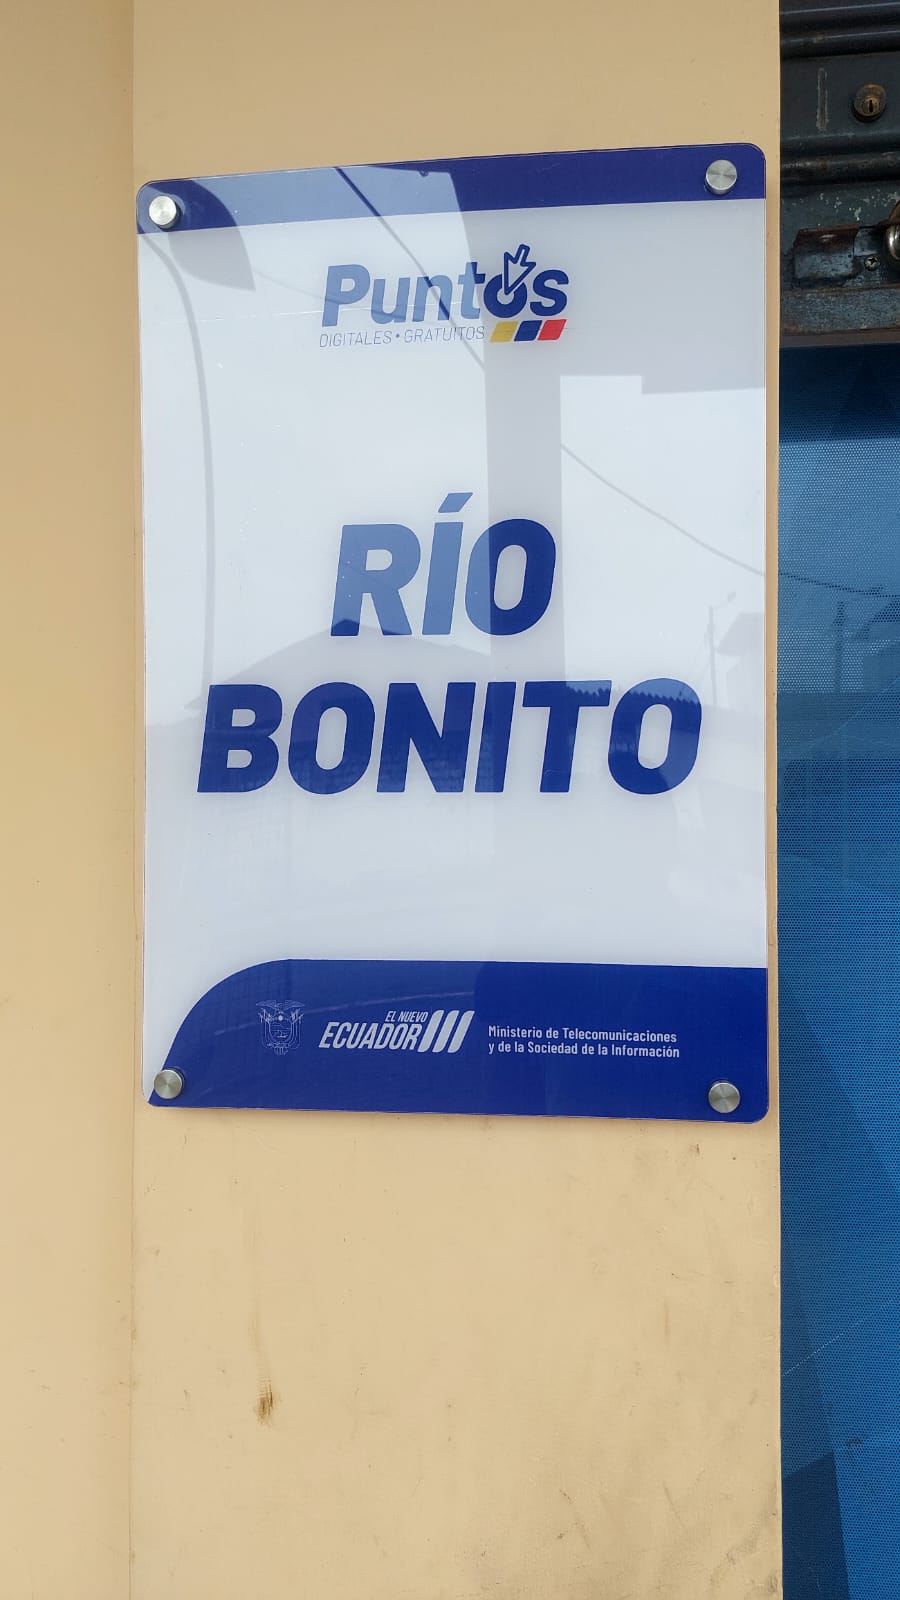 Puntos
DIGITALES • GRATUITOS
RÍO
BONITO
EL NUEVO
ECUADOR
Ministerio de Telecomunicaciones
y de la Sociedad de la Información